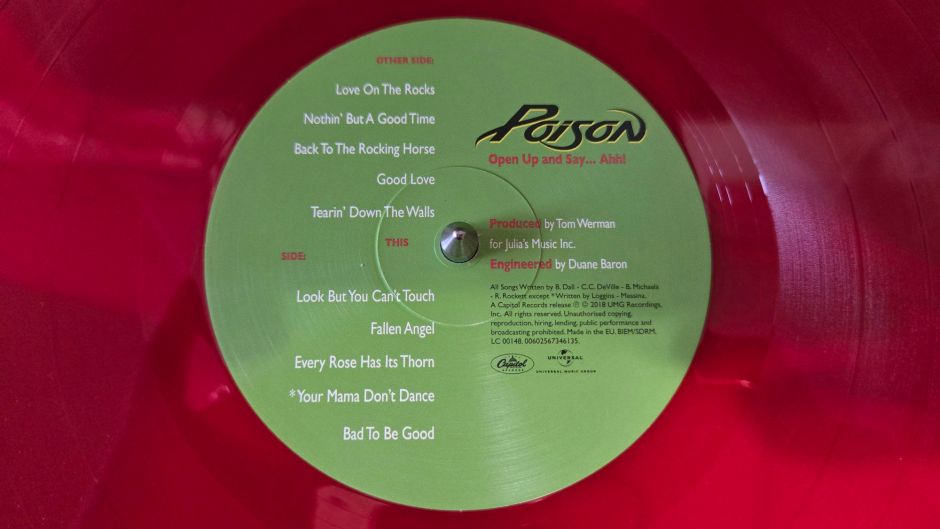 OTHER SIDE:
Love On The Rocks
Nothin' But A Good Time
Back To The Rocking Horse
Good Love
Tearin' Down The Walls
THIS
SIDE:
Look But You Can't Touch
Fallen Angel
Every Rose Has Its Thorn
*Your Mama Don't Dance
Bad To Be Good
POISON
Open Up and Say... Ahh!
Produced by Tom Werman
for Julia's Music Inc.
Engineered by Duane Baron
All Songs Written by B. Dall - C.C. DeVille - B. Michaels
- R. Rockett except *Written by Loggins - Messina.
A Capitol Records release ℗ © 2018 UMG Recordings,
Inc. All rights reserved. Unauthorised copying,
reproduction, hiring, lending, public performance and
broadcasting prohibited. Made in the EU. BIEM/SDRM.
LC 00148. 00602567346135.
Capitol
RECORDS
UNIVERSAL
UNIVERSAL MUSIC GROUP